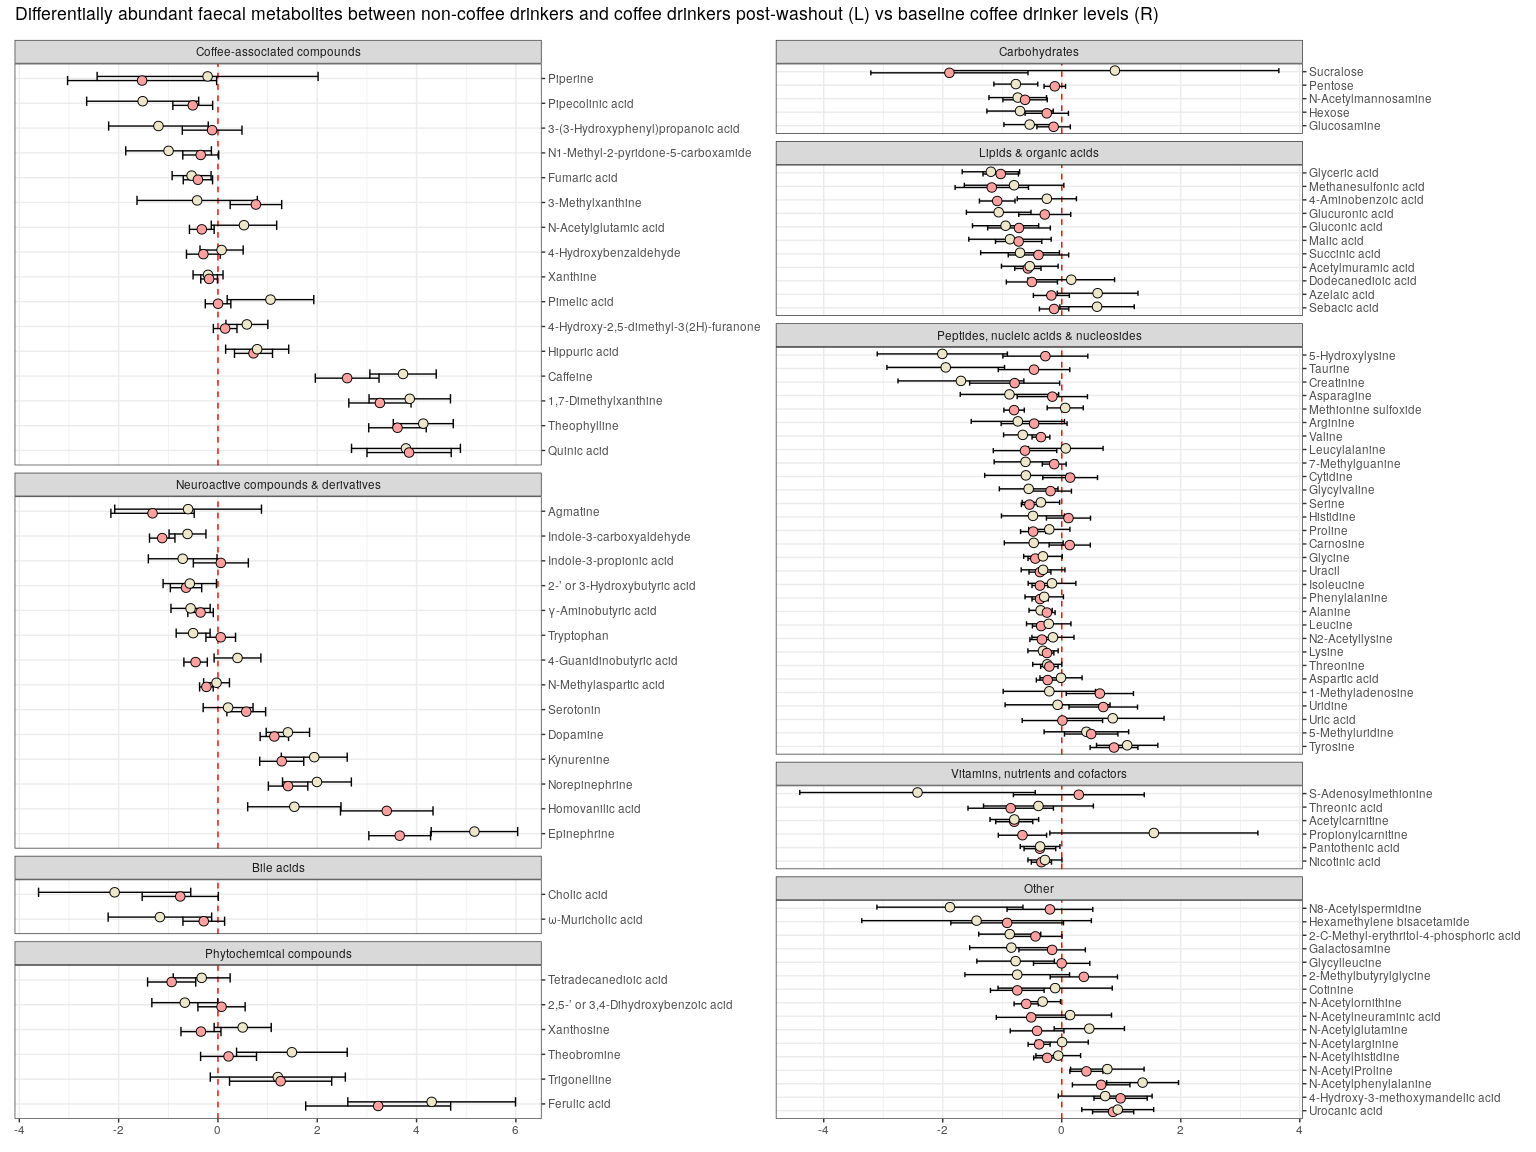 Differentially abundant faecal metabolites between non-coffee drinkers and coffee drinkers post-washout (L) vs baseline coffee drinker levels (R)
Coffee-associated compounds
Piperine
Pipecolinic acid
3-(3-Hydroxyphenyl)propanoic acid
N1-Methyl-2-pyridone-5-carboxamide
Fumaric acid
3-Methylxanthine
N-Acetylglutamic acid
4-Hydroxybenzaldehyde
Xanthine
Pimelic acid
4-Hydroxy-2,5-dimethyl-3(2H)-furanone
Hippuric acid
Caffeine
1,7-Dimethylxanthine
Theophylline
Quinic acid
Neuroactive compounds & derivatives
Agmatine
Indole-3-carboxyaldehyde
Indole-3-propionic acid
2-' or 3-Hydroxybutyric acid
γ-Aminobutyric acid
Tryptophan
4-Guanidinobutyric acid
N-Methylaspartic acid
Serotonin
Dopamine
Kynurenine
Norepinephrine
Homovanilic acid
Epinephrine
Bile acids
Cholic acid
ω-Muricholic acid
Phytochemical compounds
Tetradecanedioic acid
2,5-' or 3,4-Dihydroxybenzoic acid
Xanthosine
Theobromine
Trigonelline
Ferulic acid
-4 -2 0 2 4 6
Carbohydrates
Sucralose
Pentose
N-Acetylmannosamine
Hexose
Glucosamine
Lipids & organic acids
Glyceric acid
Methanesulfonic acid
4-Aminobenzoic acid
Glucuronic acid
Gluconic acid
Malic acid
Succinic acid
Acetylmuramic acid
Dodecanedioic acid
Azelaic acid
Sebacic acid
Peptides, nucleic acids & nucleosides
5-Hydroxylysine
Taurine
Creatinine
Asparagine
Methionine sulfoxide
Arginine
Valine
Leucylalanine
7-Methylguanine
Cytidine
Glycylvaline
Serine
Histidine
Proline
Carnosine
Glycine
Uracil
Isoleucine
Phenylalanine
Alanine
Leucine
N2-Acetyllysine
Lysine
Threonine
Aspartic acid
1-Methyladenosine
Uridine
Uric acid
5-Methyluridine
Tyrosine
Vitamins, nutrients and cofactors
S-Adenosylmethionine
Threonic acid
Acetylcarnitine
Propionylcarnitine
Pantothenic acid
Nicotinic acid
Other
N8-Acetylspermidine
Hexamethylene bisacetamide
2-C-Methyl-erythritol-4-phosphoric acid
Galactosamine
Glycylleucine
2-Methylbutyrylglycine
Cotinine
N-Acetylornithine
N-Acetylneuraminic acid
N-Acetylglutamine
N-Acetylarginine
N-Acetylhistidine
N-AcetylProline
N-Acetylphenylalanine
4-Hydroxy-3-methoxymandelic acid
Urocanic acid
-4 -2 0 2 4